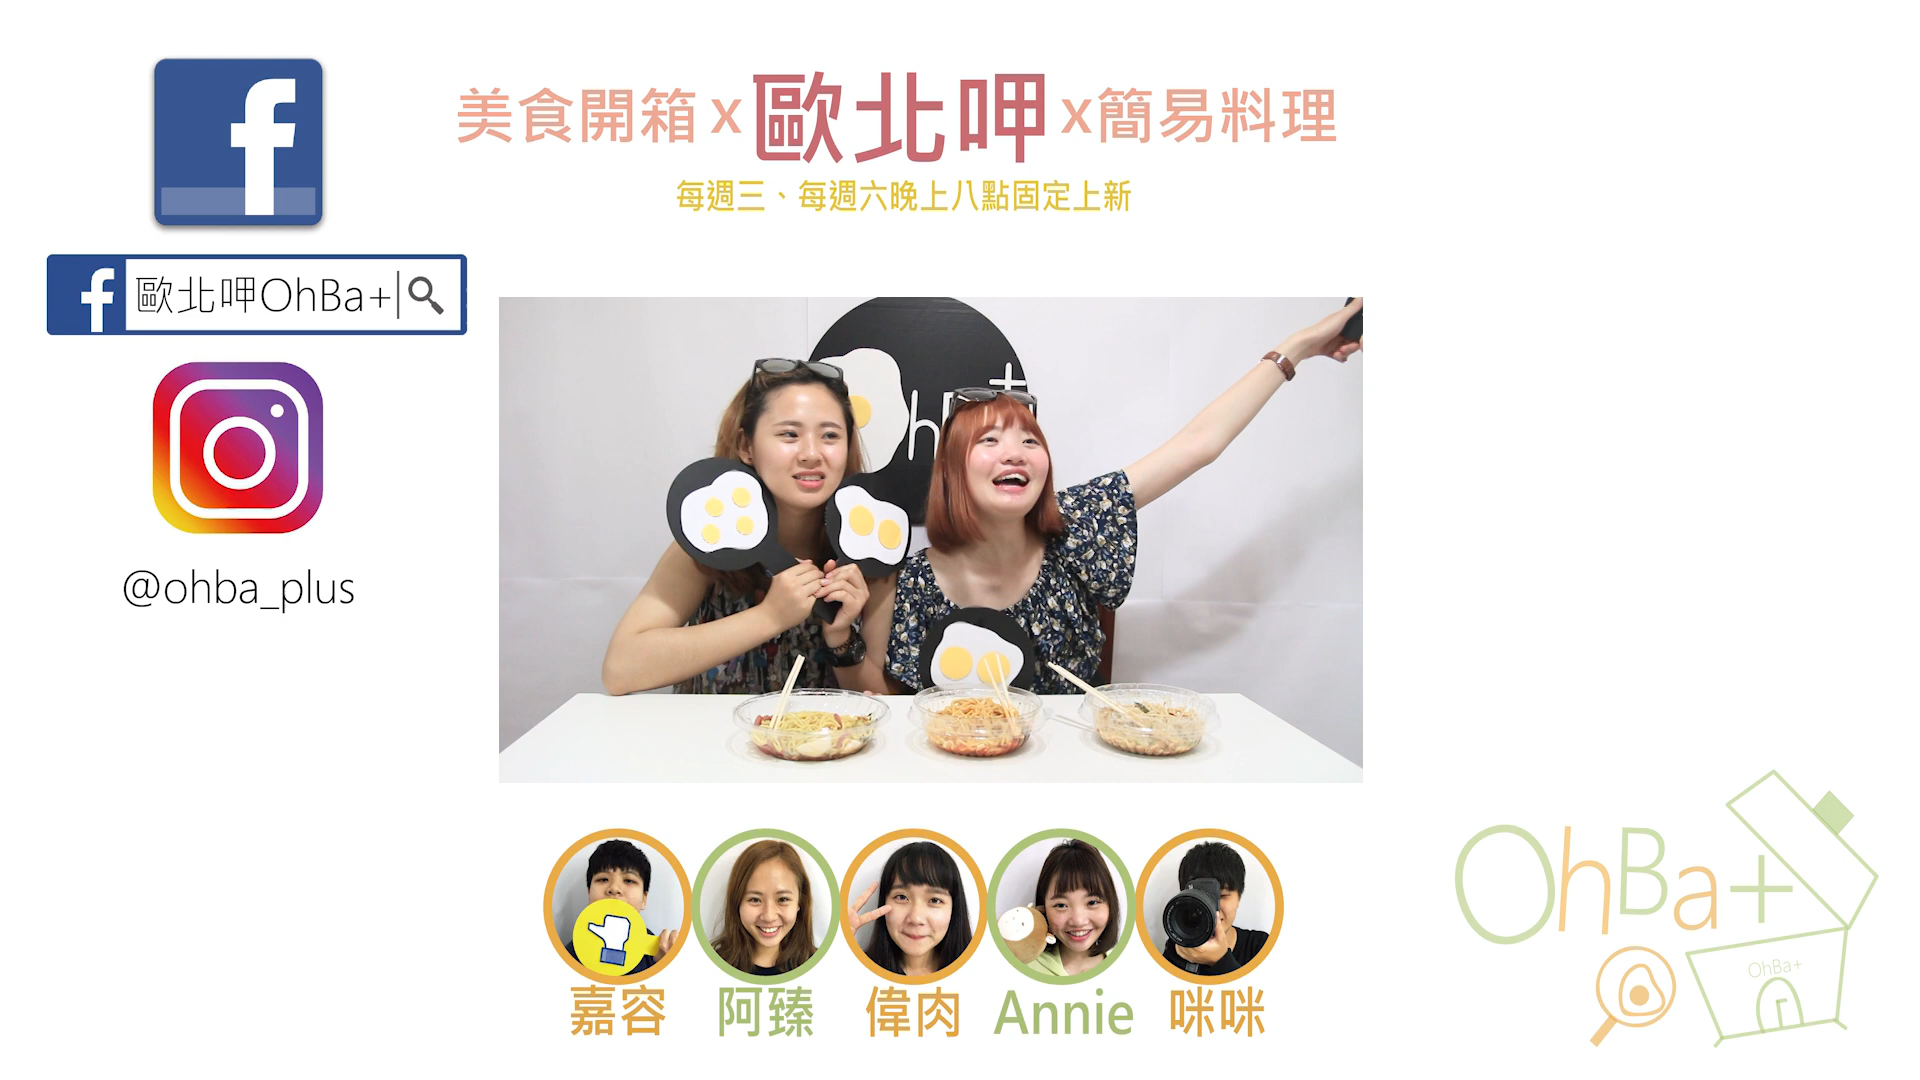 美食開箱x歐北呷x簡易料理
每週三、每週六晚上八點固定上新
f
f 歐北呷OhBa+
@ohba_plus
嘉容 阿臻 偉肉 Annie 咪咪
OhBa+
OhBa+